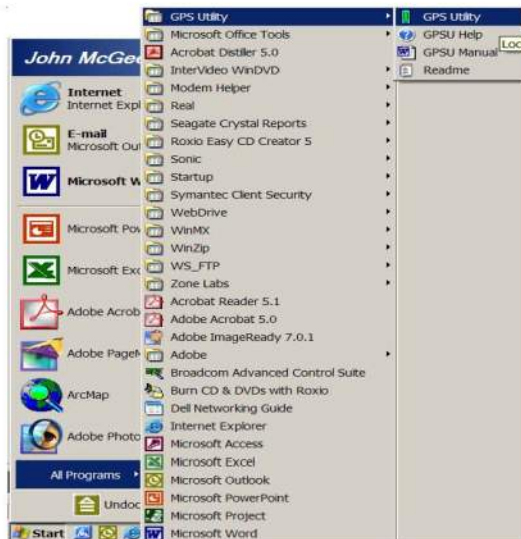 John McGee
Internet
Internet Expl
E-mail
Microsoft Out
Microsoft W
Microsoft Pow
Microsoft Exc
Adobe Acrob
Adobe PageM
ArcMap
Adobe Photo
All Programs
Undoc
Start
GPS Utility
Microsoft Office Tools
Acrobat Distiller 5.0
InterVideo WinDVD
Modem Helper
Real
Seagate Crystal Reports
Roxio Easy CD Creator 5
Sonic
Startup
Symantec Client Security
WebDrive
WinMX
WinZip
WS_FTP
Zone Labs
Acrobat Reader 5.1
Adobe Acrobat 5.0
Adobe ImageReady 7.0.1
Adobe
Broadcom Advanced Control Suite
Burn CD & DVDs with Roxio
Dell Networking Guide
Internet Explorer
Microsoft Access
Microsoft Excel
Microsoft Outlook
Microsoft PowerPoint
Microsoft Project
Microsoft Word
GPS Utility
GPSU Help
Loc
GPSU Manual
Readme